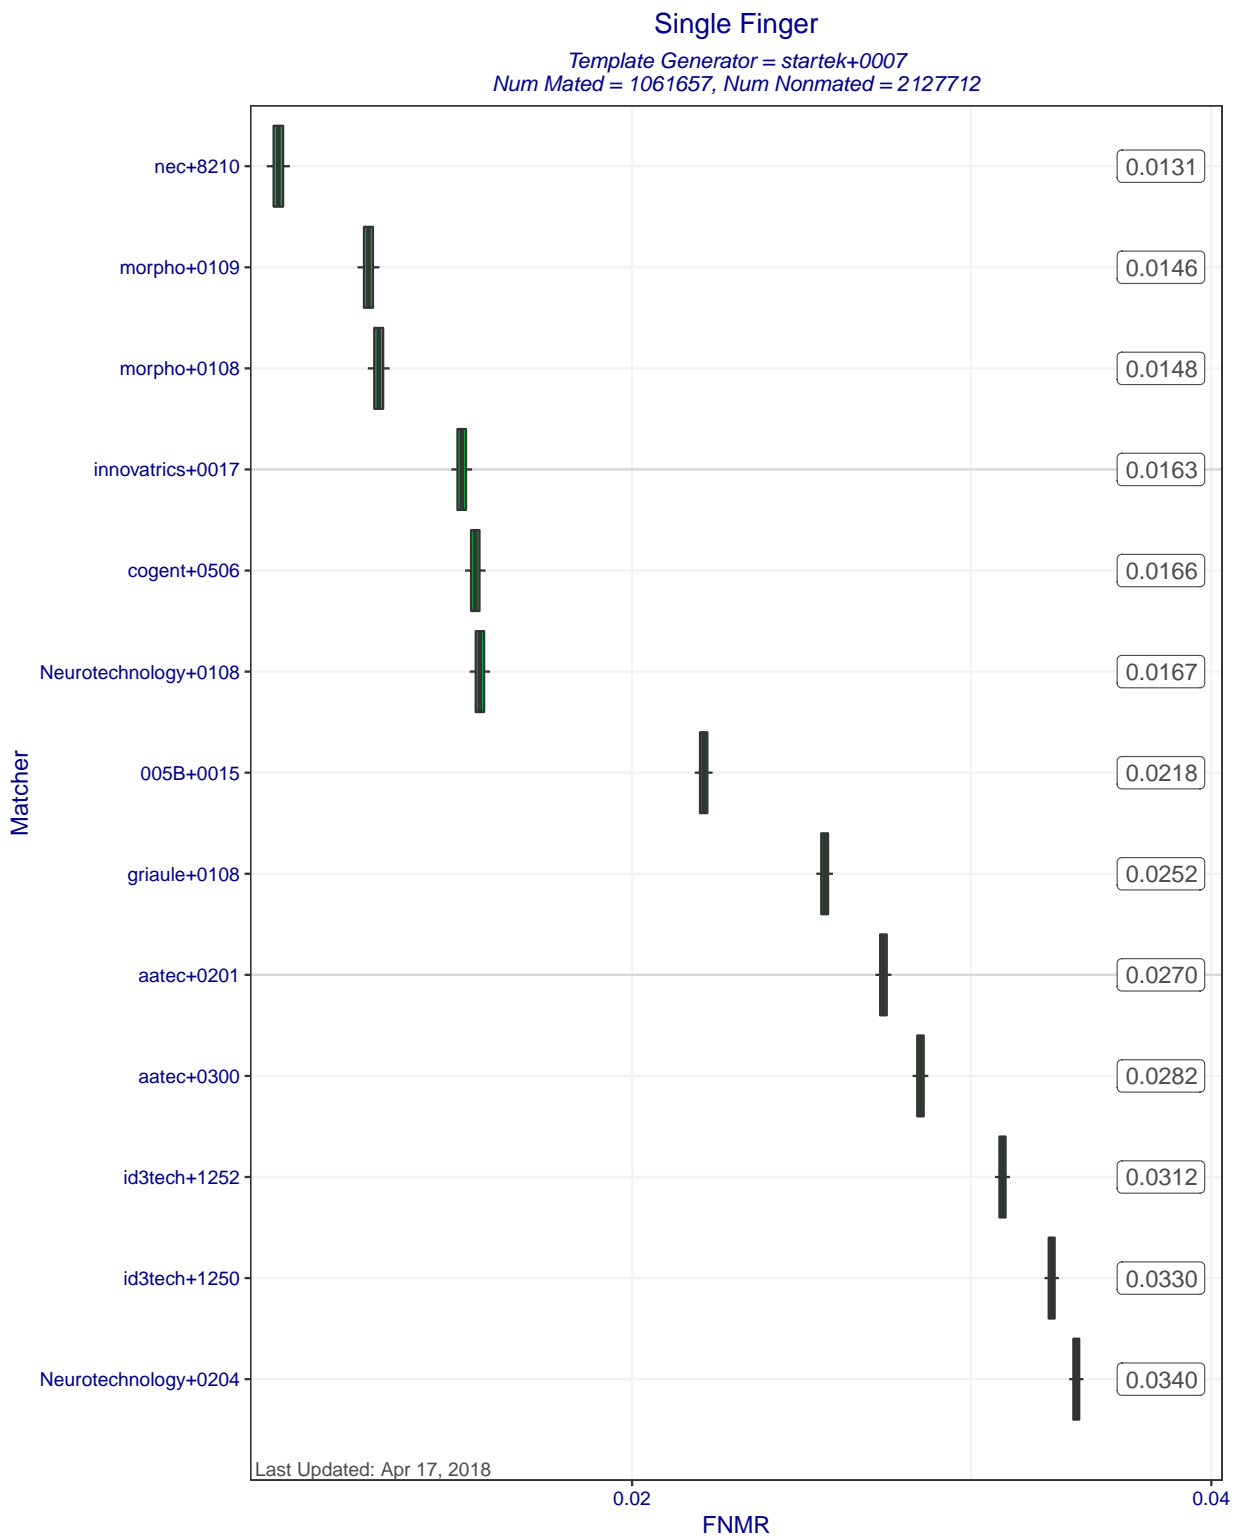 Single Finger
Template Generator = startek+0007
Num Mated = 1061657, Num Nonmated = 2127712
nec+8210 0.0131
morpho+0109 0.0146
morpho+0108 0.0148
innovatrics+0017 0.0163
cogent+0506 0.0166
Neurotechnology+0108 0.0167
005B+0015 0.0218
griaule+0108 0.0252
aatec+0201 0.0270
aatec+0300 0.0282
id3tech+1252 0.0312
id3tech+1250 0.0330
Neurotechnology+0204 0.0340
Matcher
Last Updated: Apr 17, 2018
0.02 0.04
FNMR